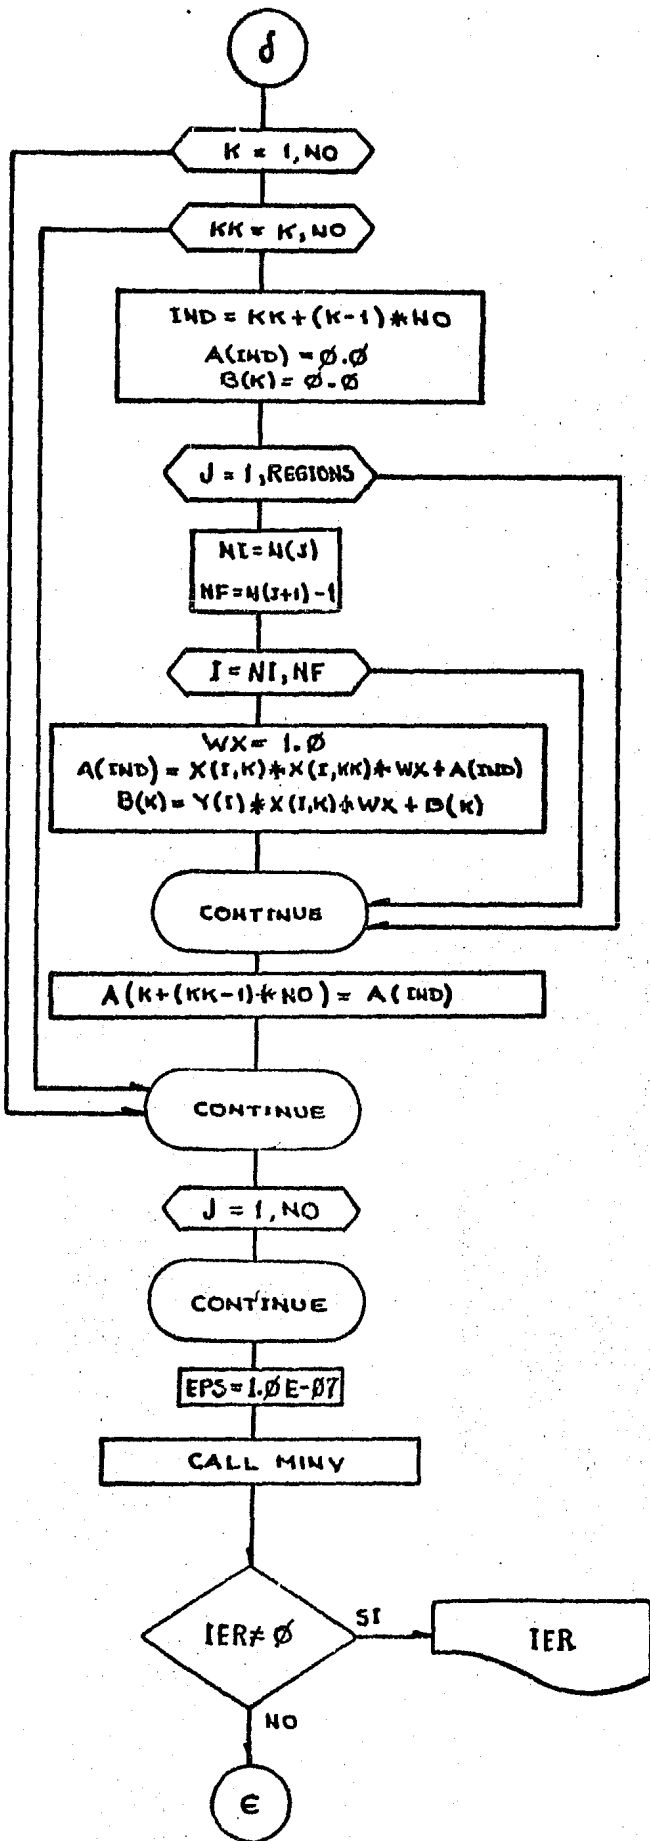 δ
K = 1, NO
KK = K, NO
IND = KK + (K-1) * NO
A(IND) = Ø.Ø
B(K) = Ø.Ø
J = 1, REGIONS
NI = N(J)
NF = N(I+1) - 1
I = NI, NF
WX = 1.Ø
A(IND) = X(I,K) * X(I,KK) * WX + A(IND)
B(K) = Y(I) * X(I,K) * WX + B(K)
CONTINUE
A(K+(KK-1)*NO) = A(IND)
CONTINUE
J = 1, NO
CONTINUE
EPS = 1.Ø E-Ø7
CALL MINV
IER ≠ Ø
SI
IER
NO
ϵ